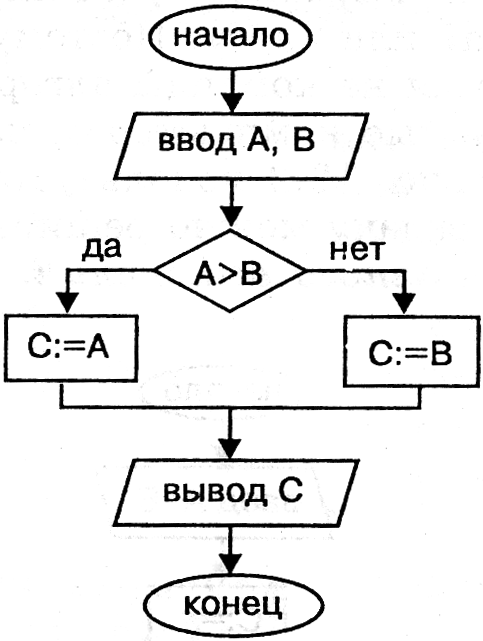 начало
ввод A, B
да
A>B
нет
C:=A
C:=B
вывод C
конец